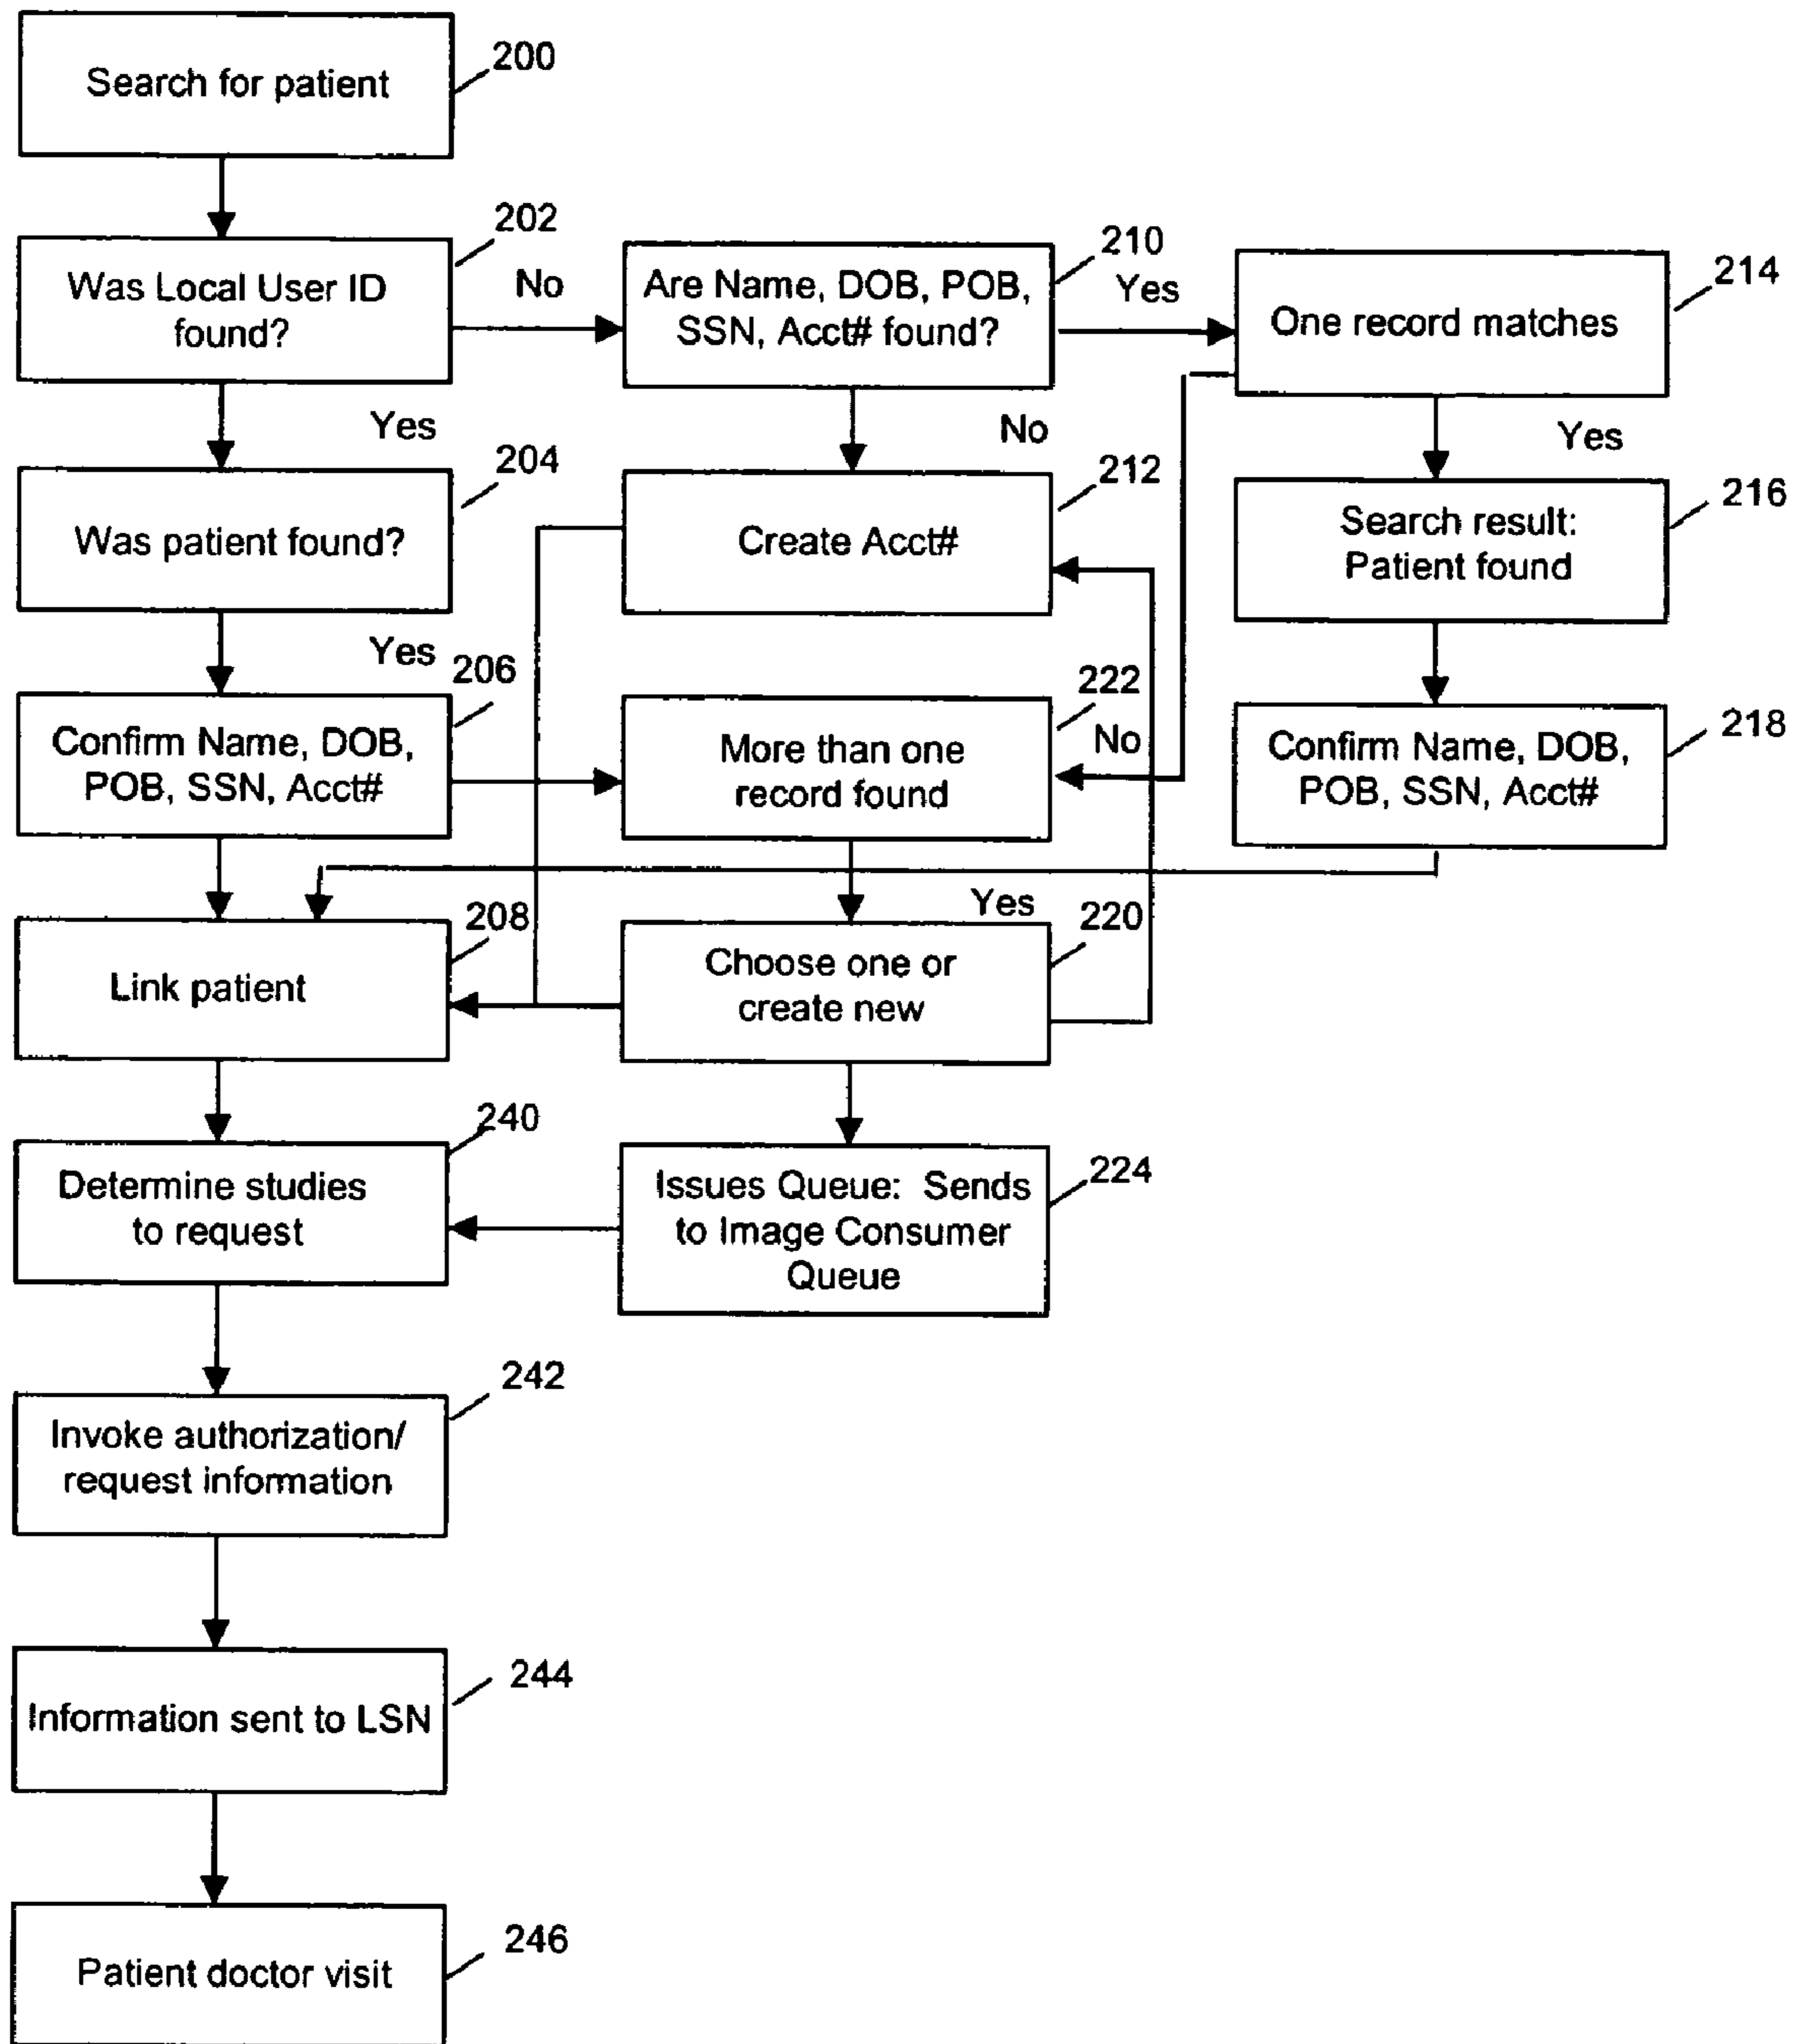 Search for patient
200
Was Local User ID
found?
202
No
Are Name, DOB, POB,
SSN, Acct# found?
210
Yes
One record matches
214
Yes
No
Yes
Was patient found?
204
Create Acct#
212
Search result:
Patient found
216
Yes
Confirm Name, DOB,
POB, SSN, Acct#
206
More than one
record found
222
No
Confirm Name, DOB,
POB, SSN, Acct#
218
Yes
Link patient
208
Choose one or
create new
220
Determine studies
to request
240
Issues Queue: Sends
to Image Consumer
Queue
224
Invoke authorization/
request information
242
Information sent to LSN
244
Patient doctor visit
246